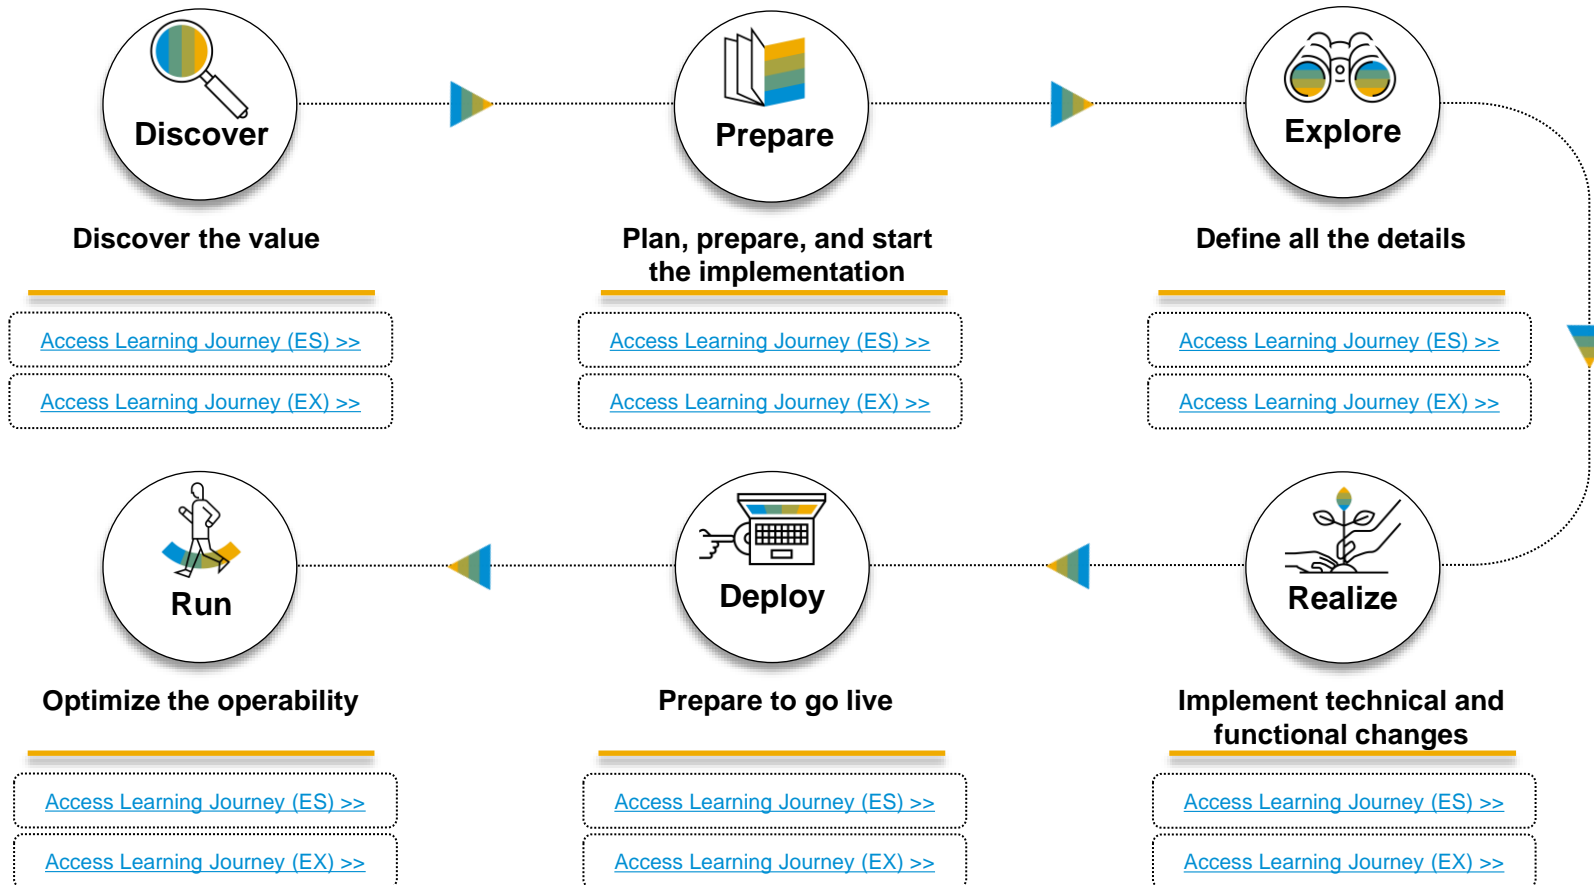 Discover
Prepare
Explore
Discover the value
Plan, prepare, and start
the implementation
Define all the details
Access Learning Journey (ES) >>
Access Learning Journey (ES) >>
Access Learning Journey (ES) >>
Access Learning Journey (EX) >>
Access Learning Journey (EX) >>
Access Learning Journey (EX) >>
Run
Deploy
Realize
Optimize the operability
Prepare to go live
Implement technical and
functional changes
Access Learning Journey (ES) >>
Access Learning Journey (ES) >>
Access Learning Journey (ES) >>
Access Learning Journey (EX) >>
Access Learning Journey (EX) >>
Access Learning Journey (EX) >>